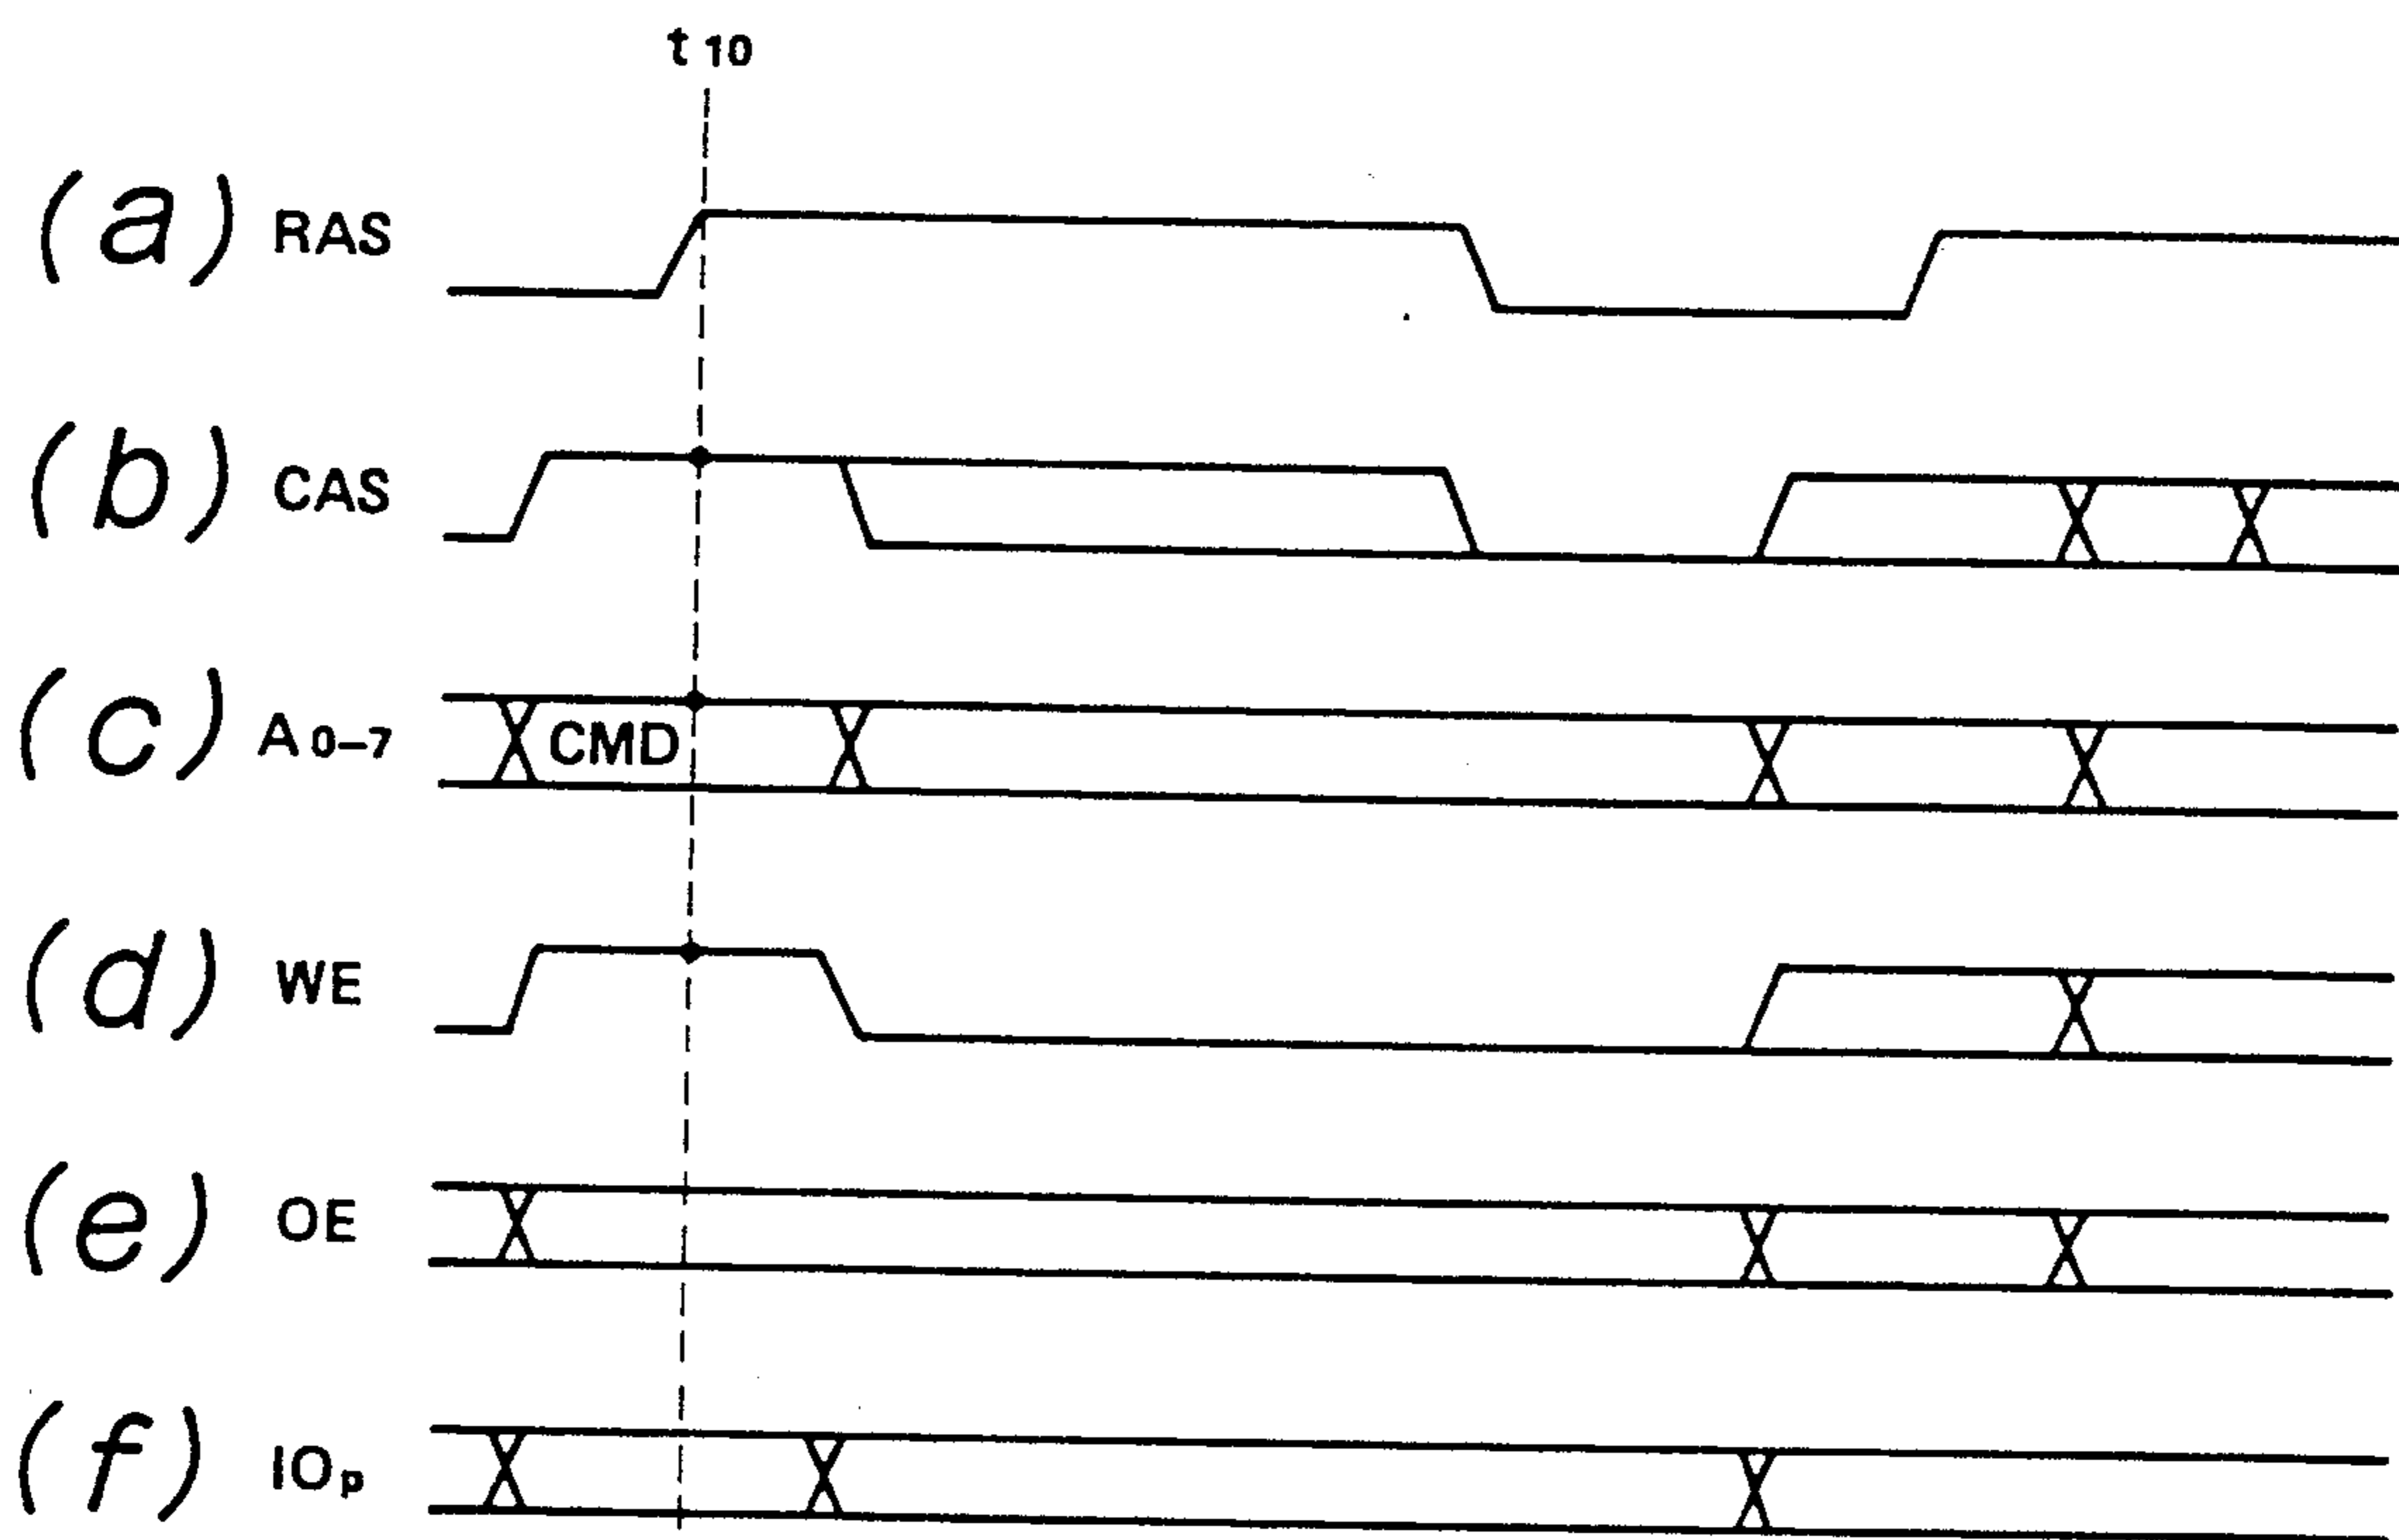 t 10
(a) RAS
(b) CAS
(c) A 0-7 CMD
(d) WE
(e) OE
(f) IOp